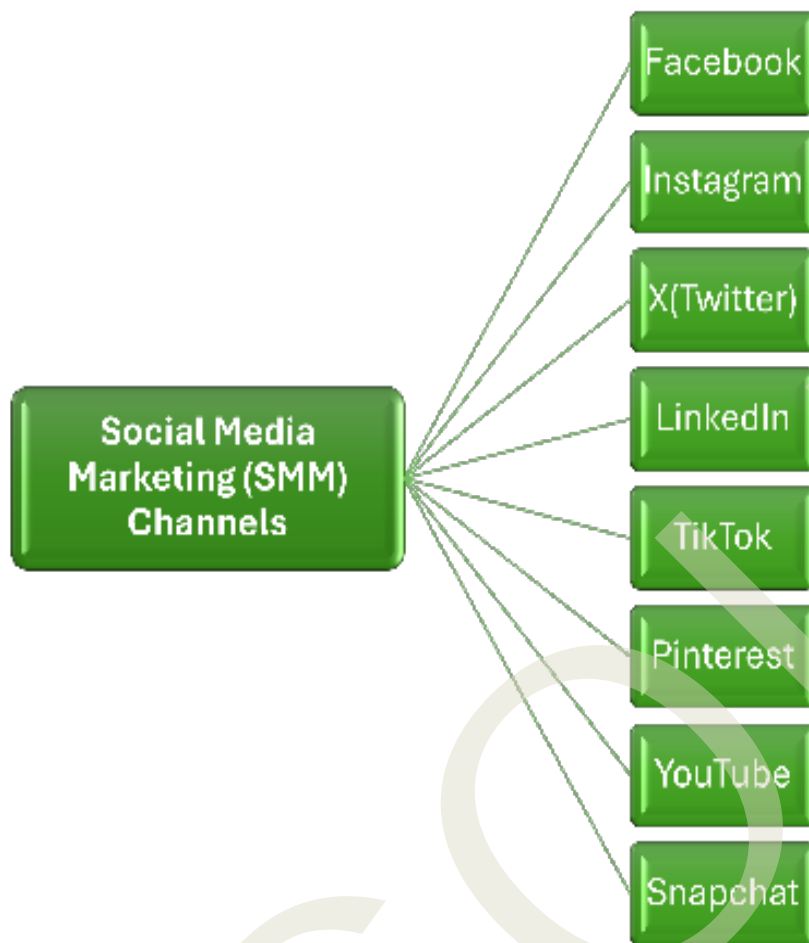 Facebook
Instagram
X(Twitter)
LinkedIn
Social Media
Marketing (SMM)
Channels
TikTok
Pinterest
YouTube
Snapchat